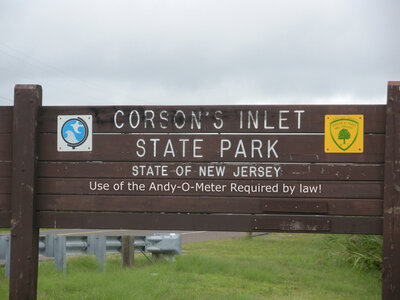 CORSON'S INLET
STATE PARK
STATE OF NEW JERSEY
Use of the Andy-O-Meter Required by law!